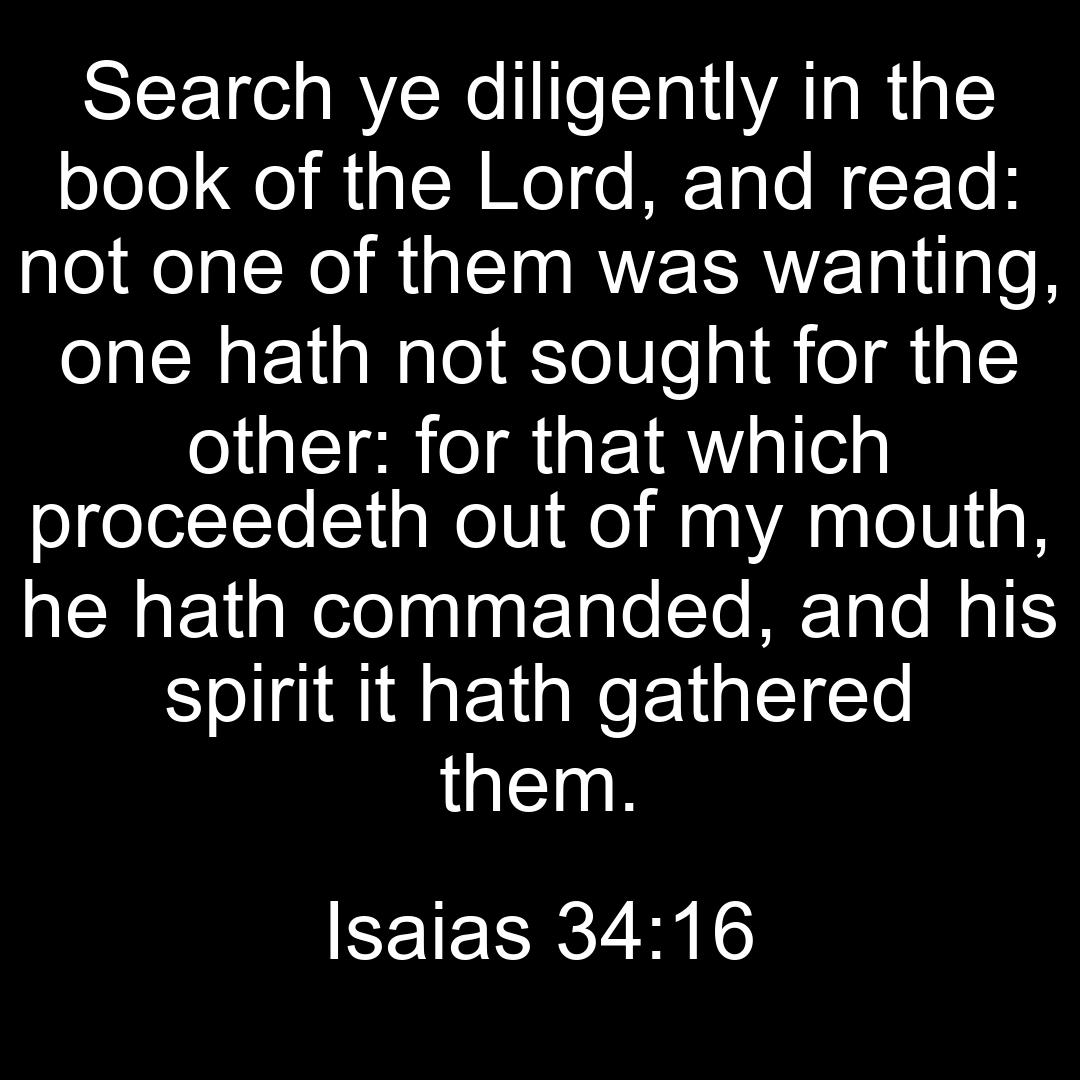 Search ye diligently in the
book of the Lord, and read:
not one of them was wanting,
one hath not sought for the
other: for that which
proceedeth out of my mouth,
he hath commanded, and his
spirit it hath gathered
them.
Isaias 34:16